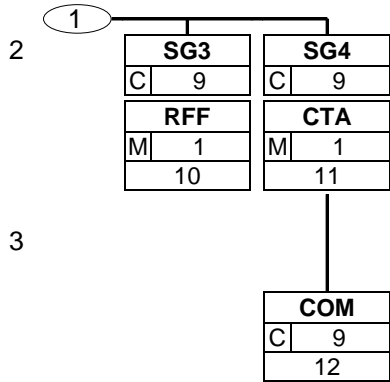 1
2
SG3 SG4
C 9 C 9
RFF CTA
M 1 M 1
10 11
3
COM
C 9
12